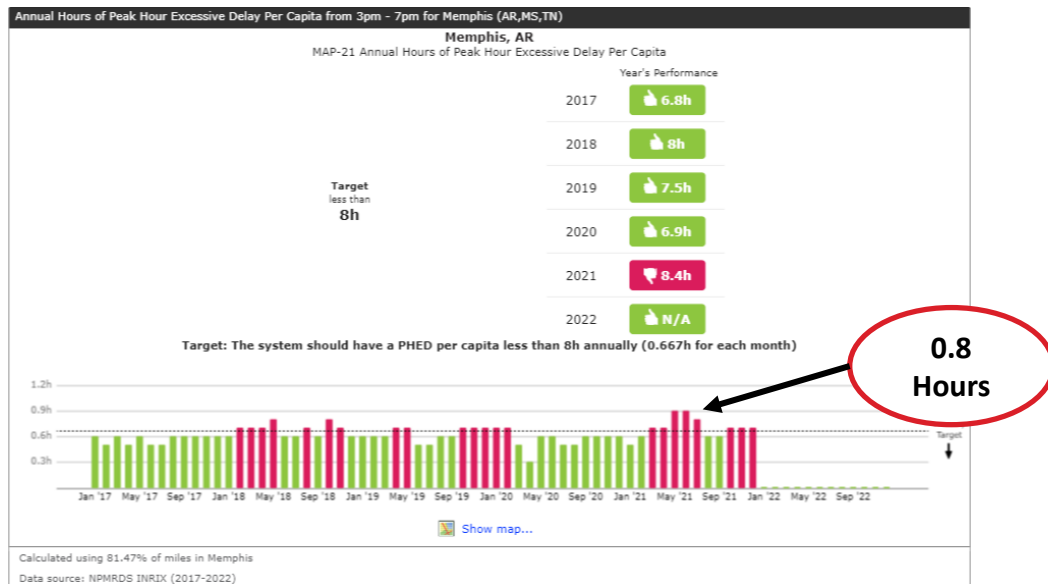 Annual Hours of Peak Hour Excessive Delay Per Capita from 3pm - 7pm for Memphis (AR,MS,TN)
Memphis, AR
MAP-21 Annual Hours of Peak Hour Excessive Delay Per Capita
Year's Performance
2017 6.8h
2018 8h
2019 7.5h
Target
less than
8h
2020 6.9h
2021 8.4h
2022 N/A
Target: The system should have a PHED per capita less than 8h annually (0.667h for each month)
0.8
Hours
1.2h
0.9h
0.6h
0.3h
Target
Jan '17 May '17 Sep '17 Jan '18 May '18 Sep '18 Jan '19 May '19 Sep '19 Jan '20 May '20 Sep '20 Jan '21 May '21 Sep '21 Jan '22 May '22 Sep '22
Show map...
Calculated using 81.47% of miles in Memphis
Data source: NPMRDS INRIX (2017-2022)